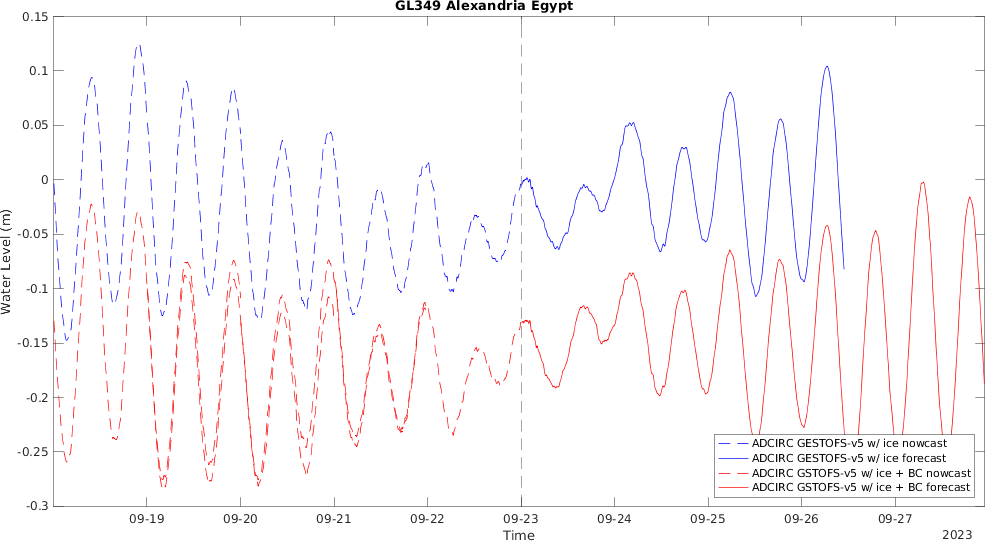 GL349 Alexandria Egypt
0.15
0.1
0.05
0
-0.05
-0.1
-0.15
-0.2
-0.25
-0.3
Water Level (m)
ADCIRC GESTOFS-v5 w/ ice nowcast
ADCIRC GESTOFS-v5 w/ ice forecast
ADCIRC GSTOFS-v5 w/ ice + BC nowcast
ADCIRC GSTOFS-v5 w/ ice + BC forecast
09-19 09-20 09-21 09-22 09-23 09-24 09-25 09-26 09-27
Time
2023